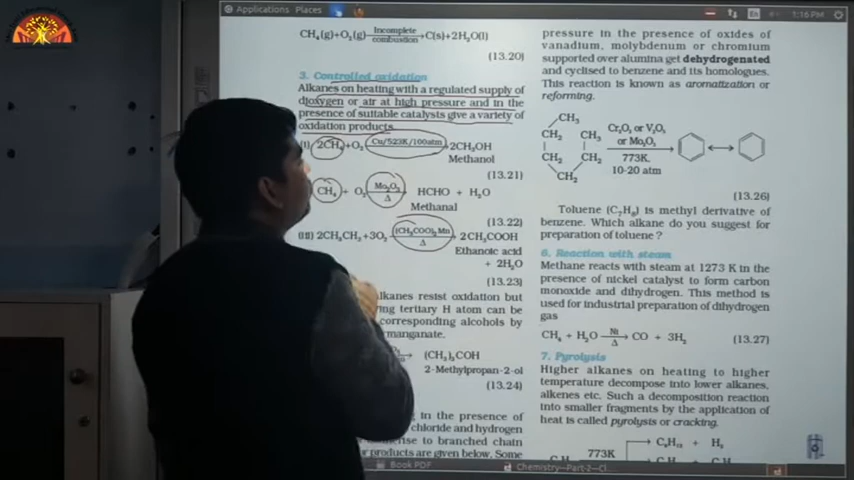 Applications Places
En
1:16 PM
CH₄(g)+O₂(g) Incomplete combustion → C(s)+2H₂O(l)
(13.20)
3. Controlled oxidation
Alkanes on heating with a regulated supply of
dioxygen or air at high pressure and in the
presence of suitable catalysts give a variety of
oxidation products.
(i) 2CH₄+O₂ Cu/523K/100atm → 2CH₃OH
Methanol
(13.21)
CH₄ + O₂ Mo₂O₃ Δ → HCHO + H₂O
Methanal
(13.22)
(iii) 2CH₃CH₃+3O₂ (CH₃COO)₂Mn Δ → 2CH₃COOH
Ethanoic acid
+ 2H₂O
(13.23)
alkanes resist oxidation but
ing tertiary H atom can be
corresponding alcohols by
manganate.
→ (CH₃)₃COH
2-Methylpropan-2-ol
(13.24)
in the presence of
chloride and hydrogen
erise to branched chain
products are given below. Some
pressure in the presence of oxides of
vanadium, molybdenum or chromium
supported over alumina get dehydrogenated
and cyclised to benzene and its homologues.
This reaction is known as aromatization or
reforming.
CH₃
CH₂ CH₃
CH₂ CH₂
CH₂
Cr₂O₃ or V₂O₅
or Mo₂O₃
773K,
10-20 atm
(13.26)
Toluene (C₇H₈) is methyl derivative of
benzene. Which alkane do you suggest for
preparation of toluene ?
6. Reaction with steam
Methane reacts with steam at 1273 K in the
presence of nickel catalyst to form carbon
monoxide and dihydrogen. This method is
used for industrial preparation of dihydrogen
gas
CH₄ + H₂O Ni Δ → CO + 3H₂ (13.27)
7. Pyrolysis
Higher alkanes on heating to higher
temperature decompose into lower alkanes,
alkenes etc. Such a decomposition reaction
into smaller fragments by the application of
heat is called pyrolysis or cracking.
773K → C₆H₁₂ + H₂
Book PDF
Chemistry-Part-2-Cl...